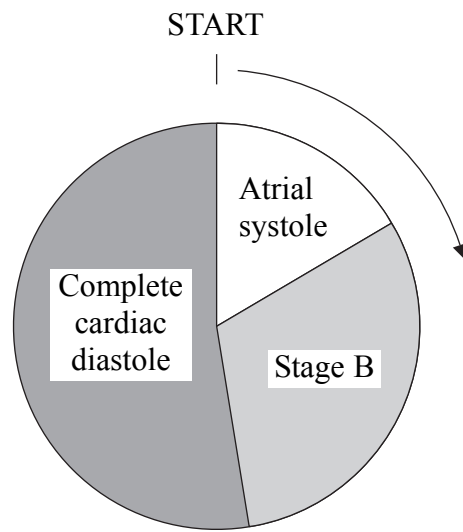 START
Atrial
systole
Complete
cardiac
diastole
Stage B